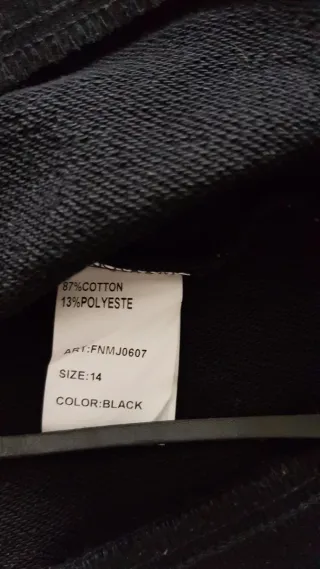 87%COTTON
13%POLYESTE
ART:FNMJ0607
SIZE:14
COLOR:BLACK